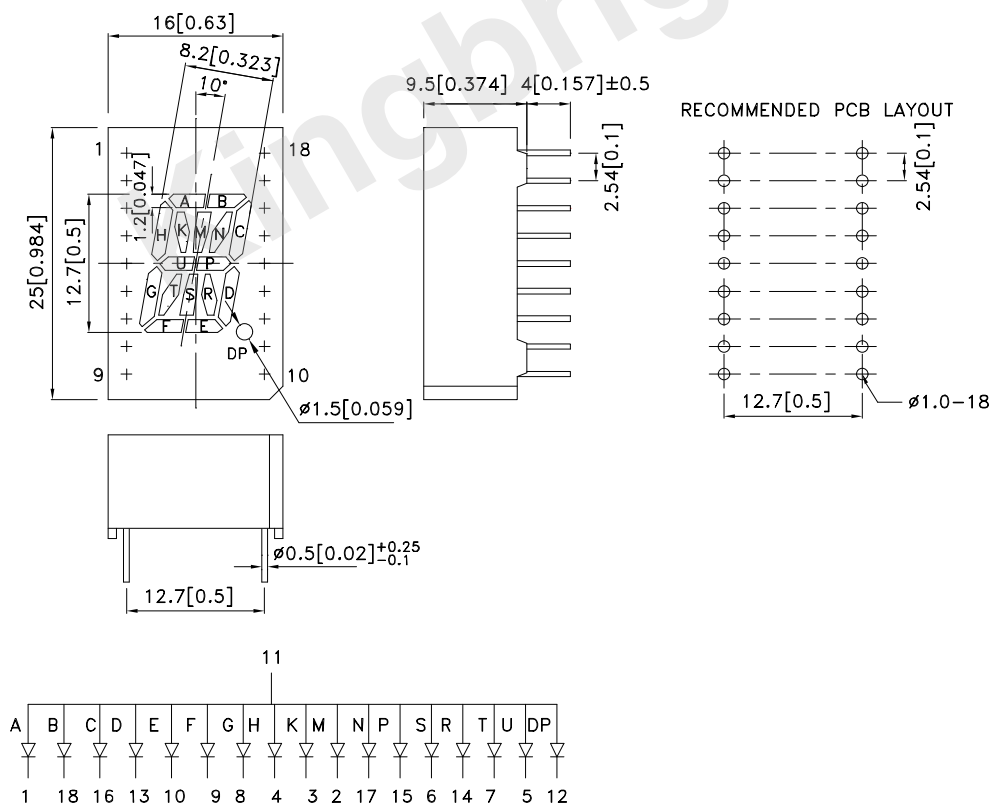 16[0.63]
8.2[0.323]
10°
9.5[0.374] 4[0.157]±0.5
RECOMMENDED PCB LAYOUT
1 18
2.54[0.1]
2.54[0.1]
1.2[0.047]
A B
H K M N C
25[0.984]
12.7[0.5]
U P
G T S R D
F E
DP
9 10
ø1.5[0.059]
12.7[0.5]
ø1.0-18
ø0.5[0.02]+0.25 -0.1
12.7[0.5]
11
A B C D E F G H K M N P S R T U DP
1 18 16 13 10 9 8 4 3 2 17 15 6 14 7 5 12
Kingbrig